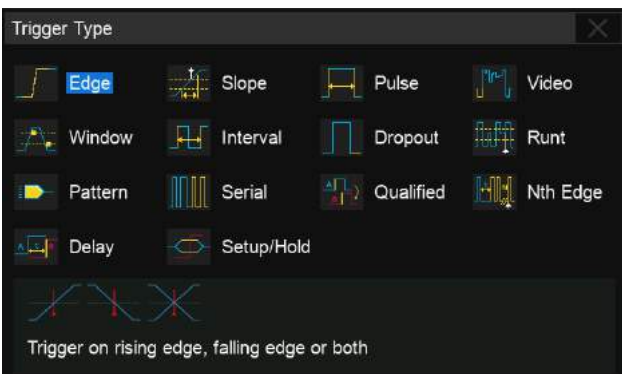 Trigger Type
Edge Slope Pulse Video
Window Interval Dropout Runt
Pattern Serial Qualified Nth Edge
Delay Setup/Hold
Trigger on rising edge, falling edge or both